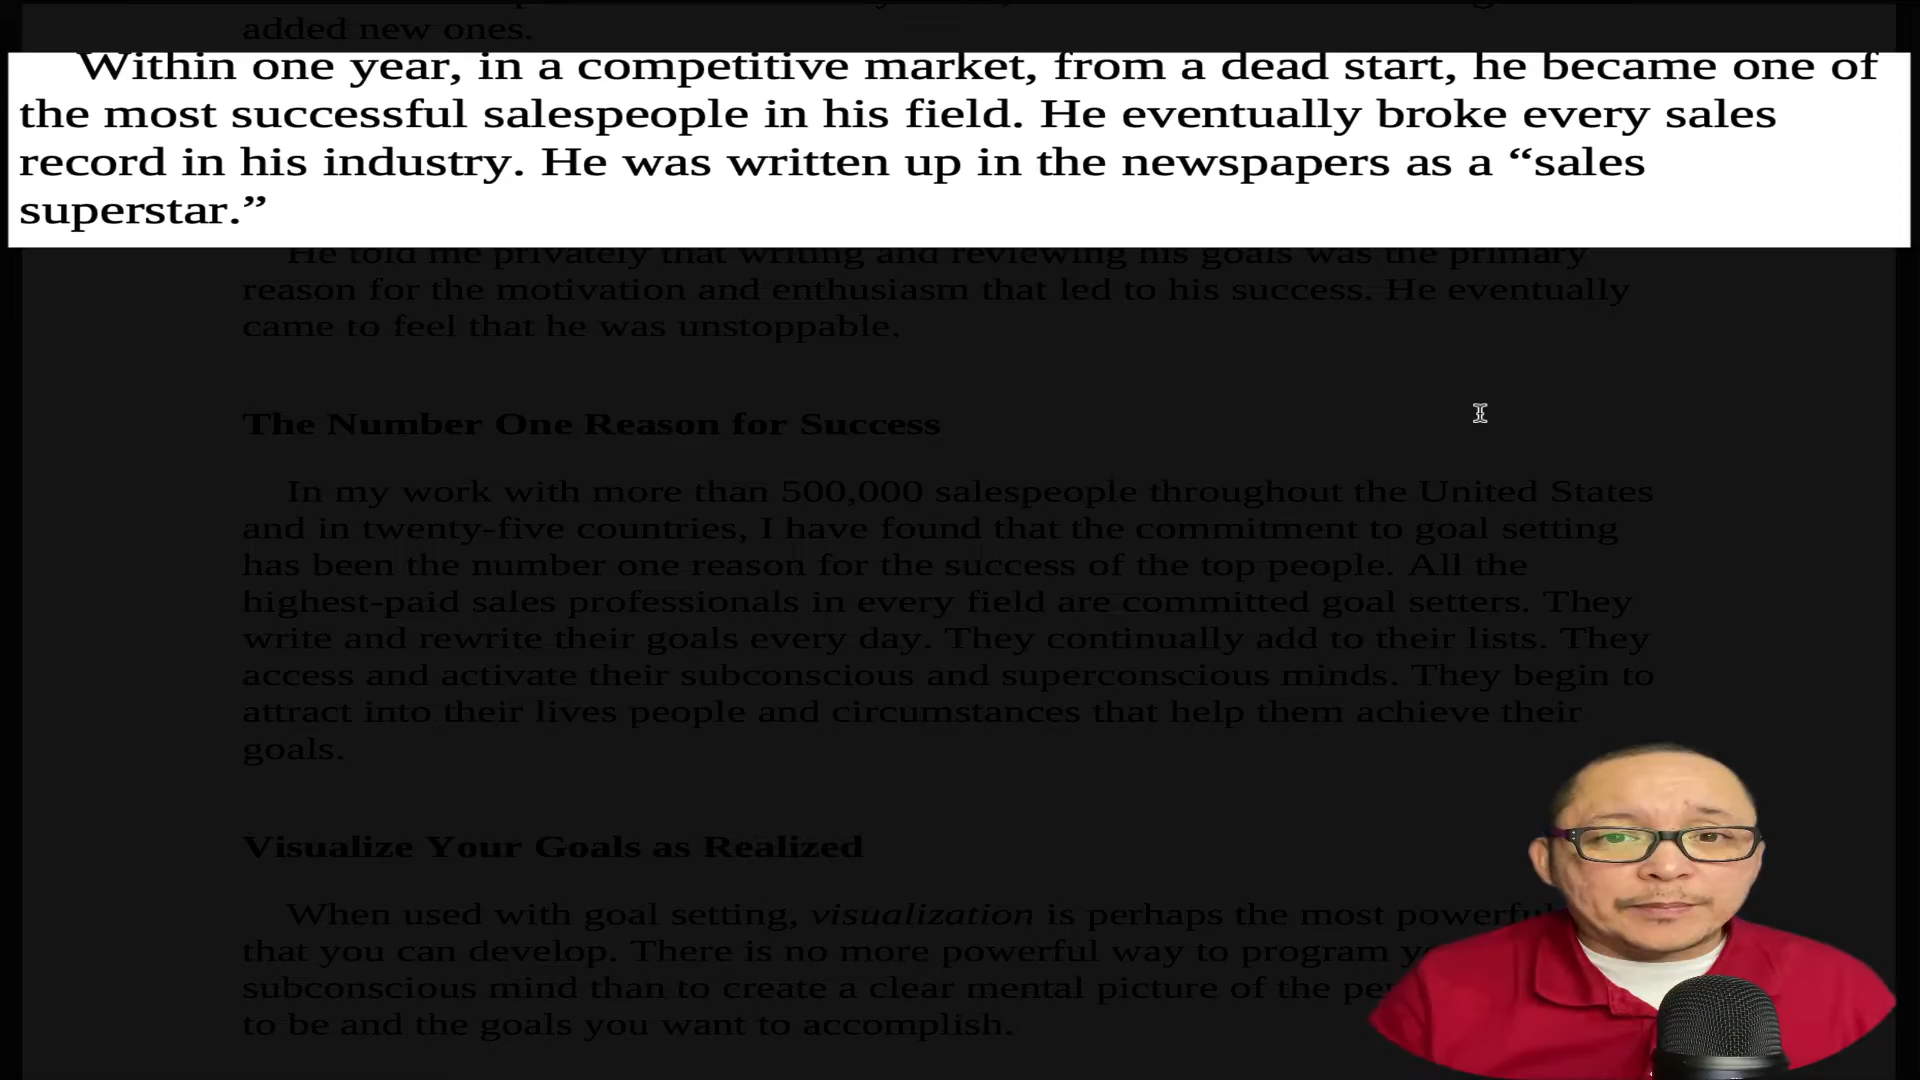 added new ones.
Within one year, in a competitive market, from a dead start, he became one of
the most successful salespeople in his field. He eventually broke every sales
record in his industry. He was written up in the newspapers as a “sales
superstar.”
He told me privately that writing and reviewing his goals was the primary
reason for the motivation and enthusiasm that led to his success. He eventually
came to feel that he was unstoppable.
The Number One Reason for Success
In my work with more than 500,000 salespeople throughout the United States
and in twenty-five countries, I have found that the commitment to goal setting
has been the number one reason for the success of the top people. All the
highest-paid sales professionals in every field are committed goal setters. They
write and rewrite their goals every day. They continually add to their lists. They
access and activate their subconscious and superconscious minds. They begin to
attract into their lives people and circumstances that help them achieve their
goals.
Visualize Your Goals as Realized
When used with goal setting, visualization is perhaps the most powerful
that you can develop. There is no more powerful way to program
subconscious mind than to create a clear mental picture of the
to be and the goals you want to accomplish.